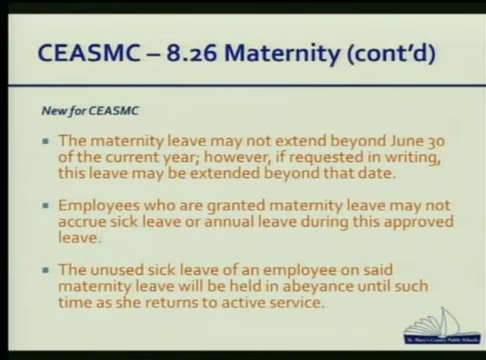 CEASMC – 8.26 Maternity (cont'd)
New for CEASMC
The maternity leave may not extend beyond June 30
of the current year; however, if requested in writing,
this leave may be extended beyond that date.
Employees who are granted maternity leave may not
accrue sick leave or annual leave during this approved
leave.
The unused sick leave of an employee on said
maternity leave will be held in abeyance until such
time as she returns to active service.
St. Mary's County Public Schools